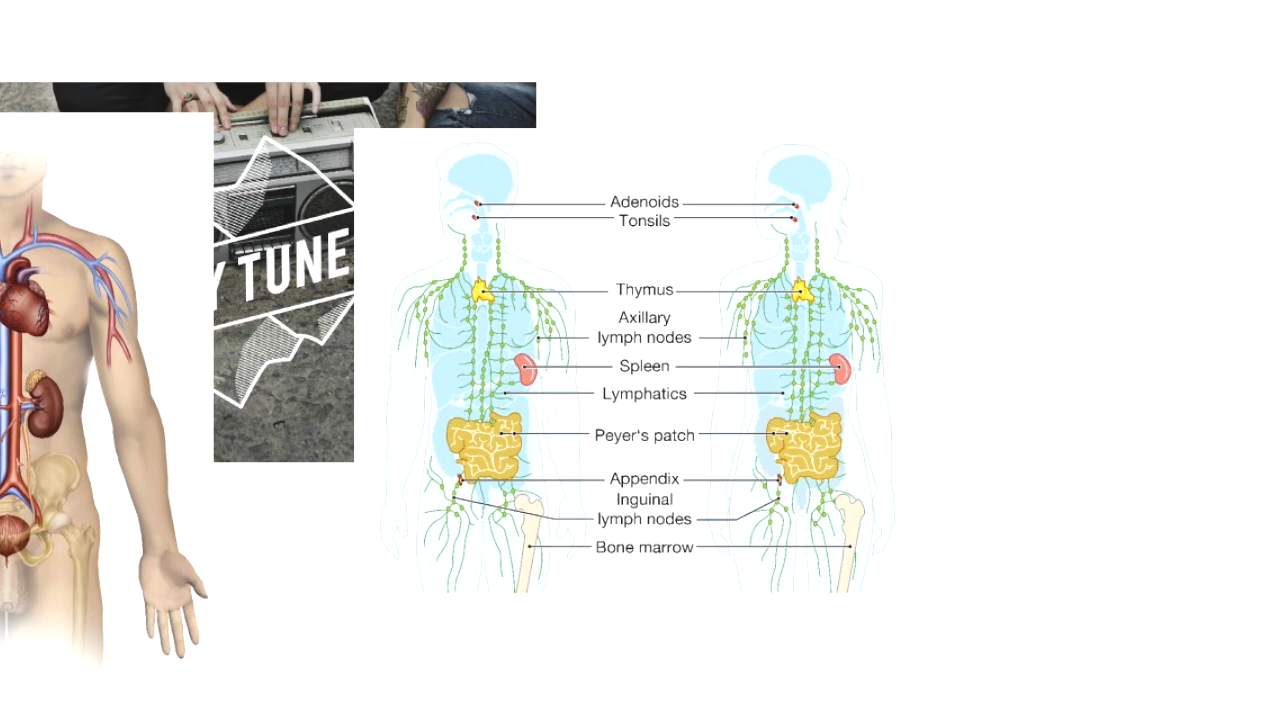 Y TUNE
Adenoids
Tonsils
Thymus
Axillary
lymph nodes
Spleen
Lymphatics
Peyer's patch
Appendix
Inguinal
lymph nodes
Bone marrow